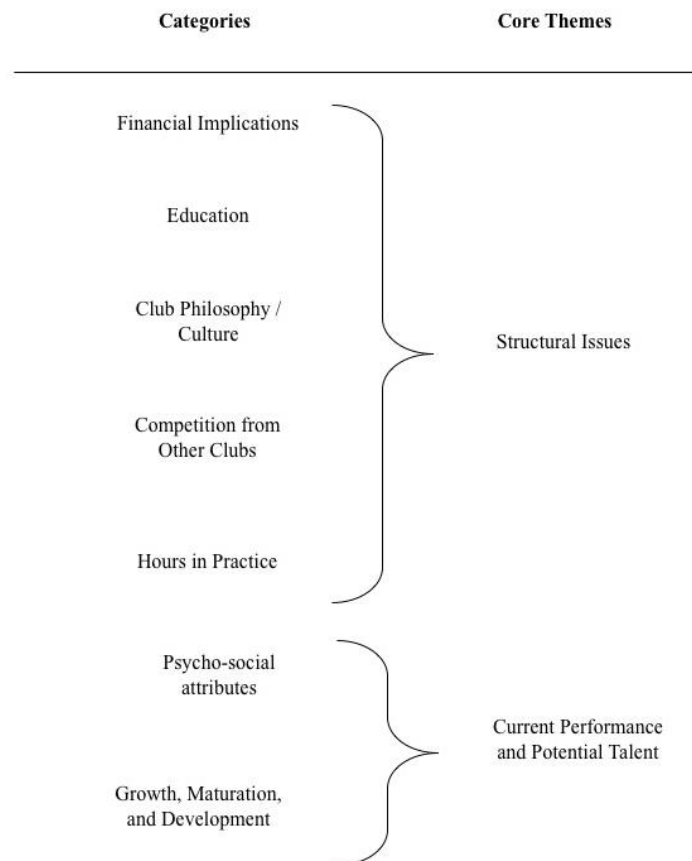 Categories Core Themes
Financial Implications
Education
Club Philosophy /
Culture
Structural Issues
Competition from
Other Clubs
Hours in Practice
Psycho-social
attributes
Current Performance
and Potential Talent
Growth, Maturation,
and Development